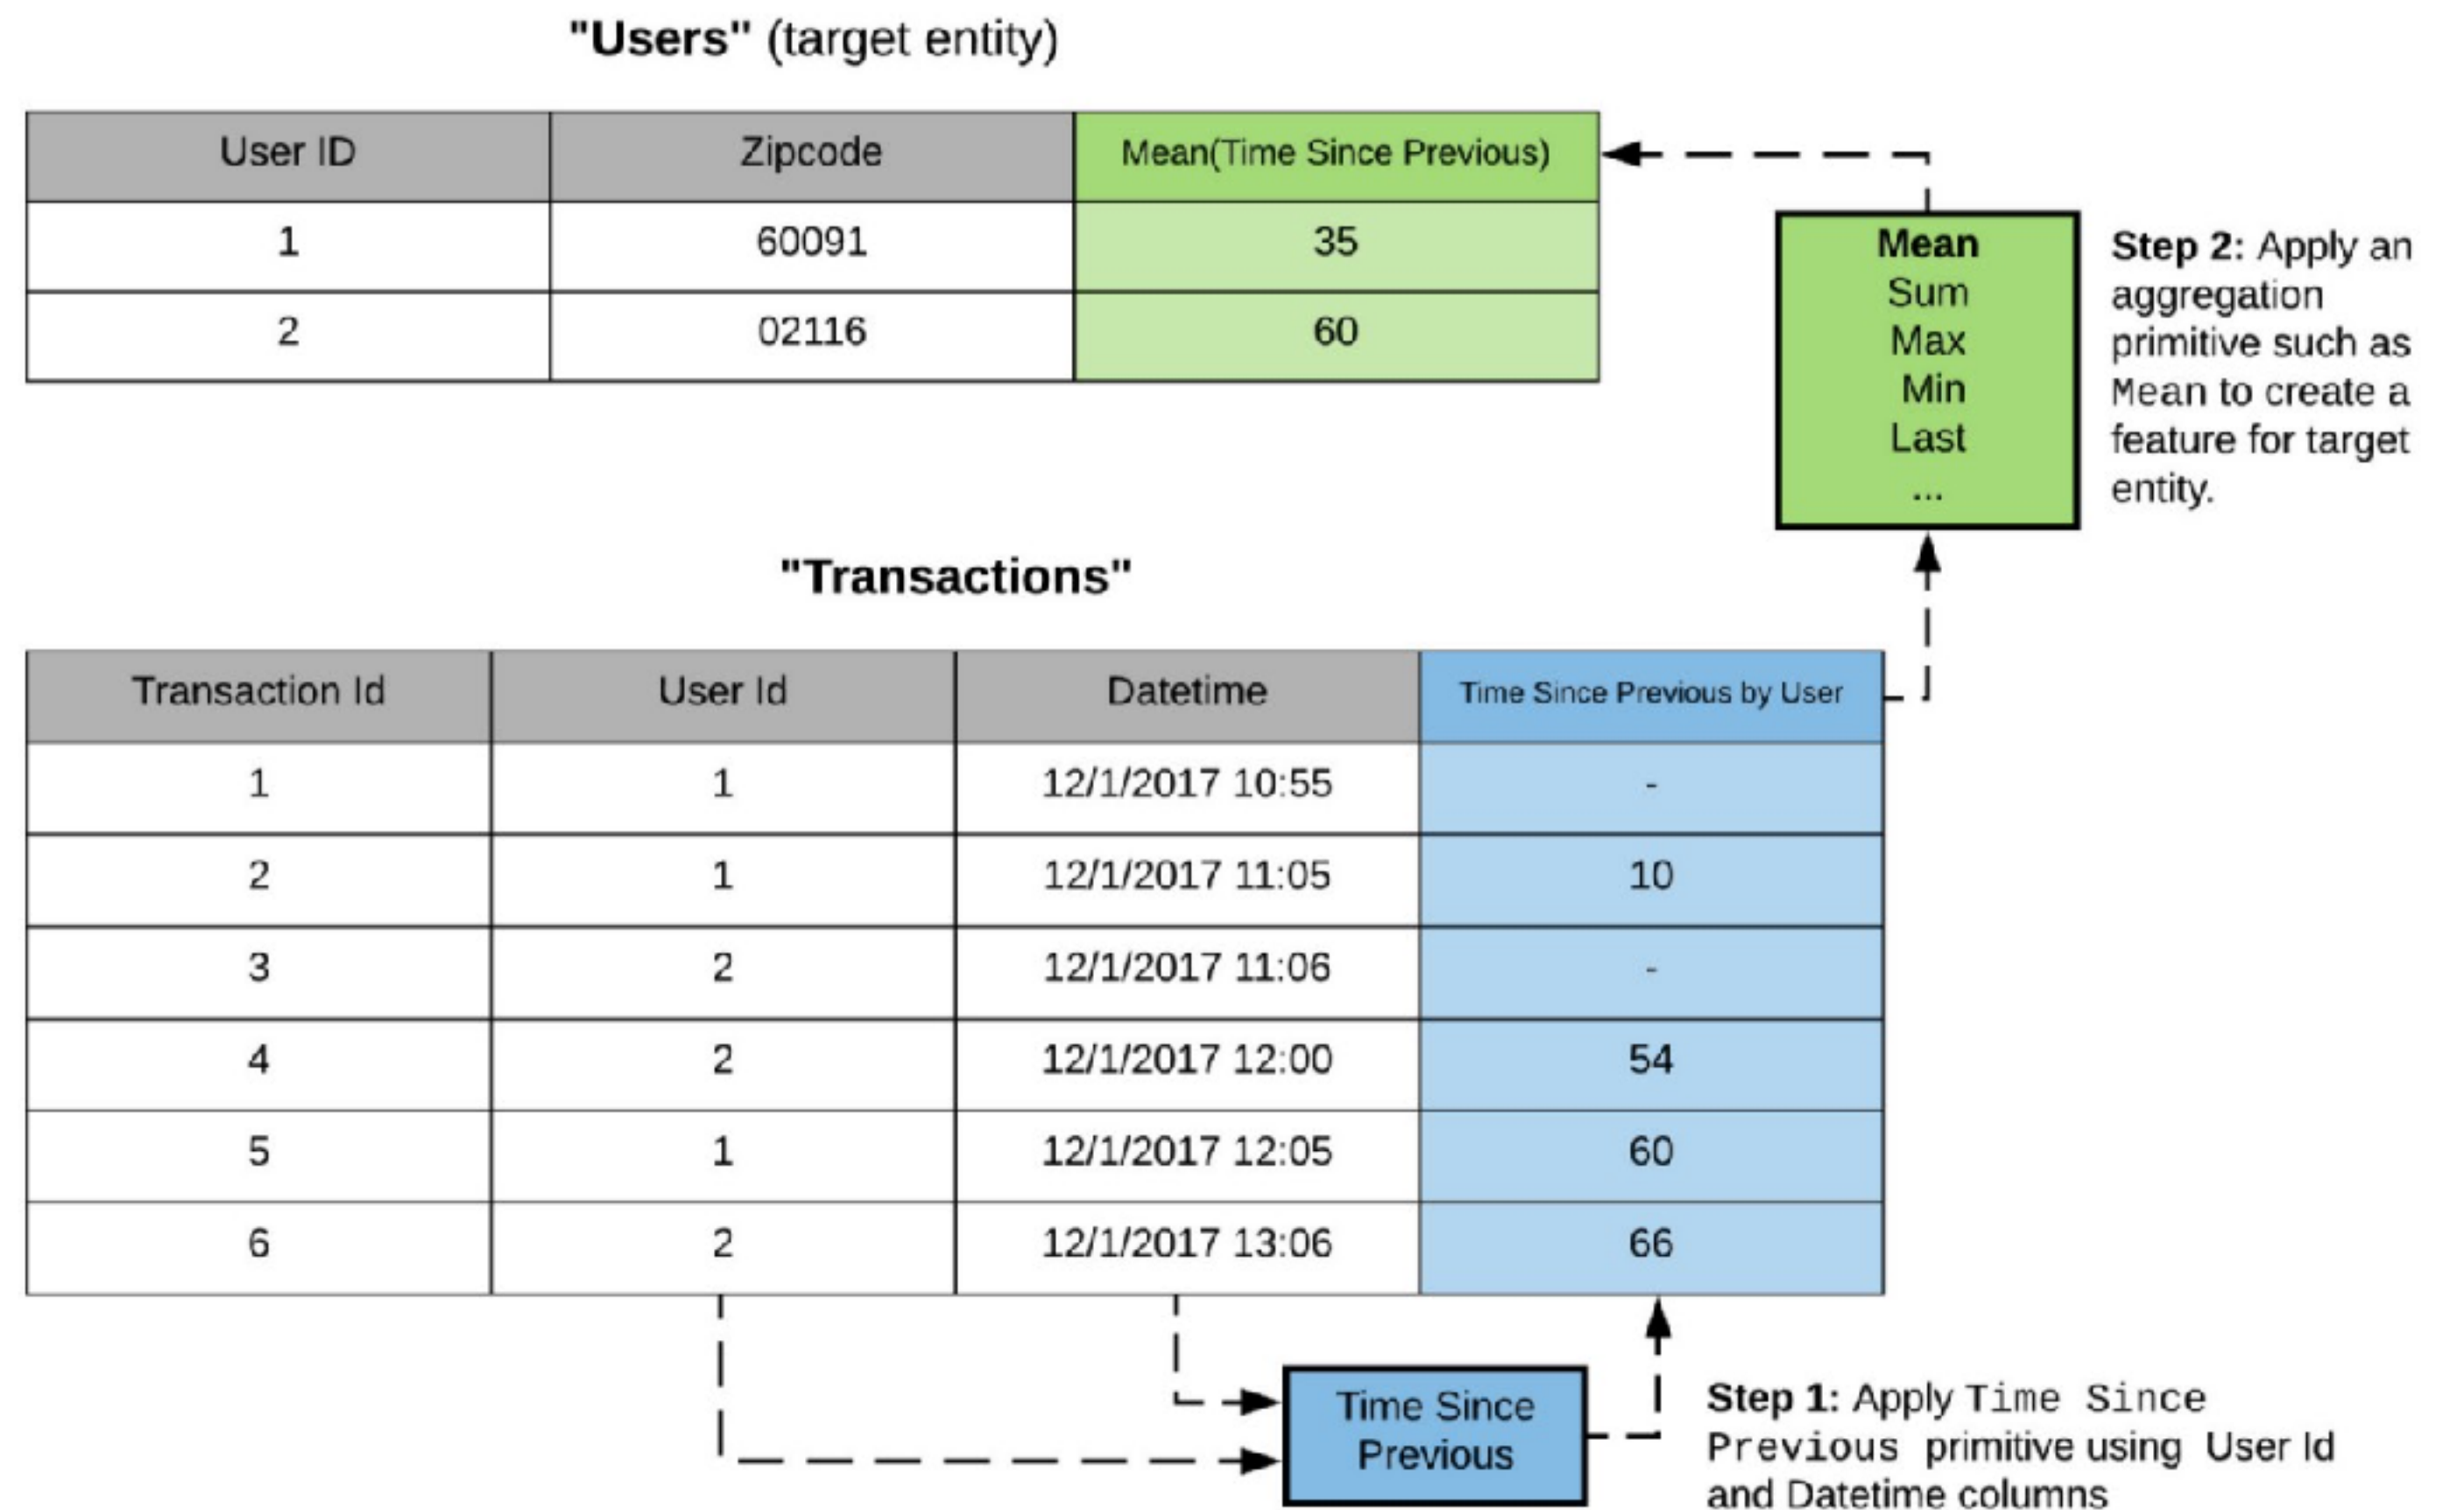 "Users" (target entity)
User ID Zipcode Mean(Time Since Previous)
1 60091 35
2 02116 60
Mean
Sum
Max
Min
Last
...
Step 2: Apply an
aggregation
primitive such as
Mean to create a
feature for target
entity.
"Transactions"
Transaction Id User Id Datetime Time Since Previous by User
1 1 12/1/2017 10:55 -
2 1 12/1/2017 11:05 10
3 2 12/1/2017 11:06 -
4 2 12/1/2017 12:00 54
5 1 12/1/2017 12:05 60
6 2 12/1/2017 13:06 66
Time Since
Previous
Step 1: Apply Time Since
Previous primitive using User Id
and Datetime columns